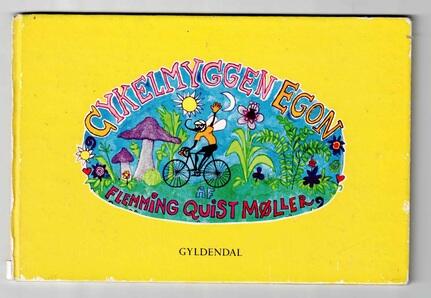 CYKELMYGGEN EGON
AF
FLEMMING QUIST MØLLER
GYLDENDAL